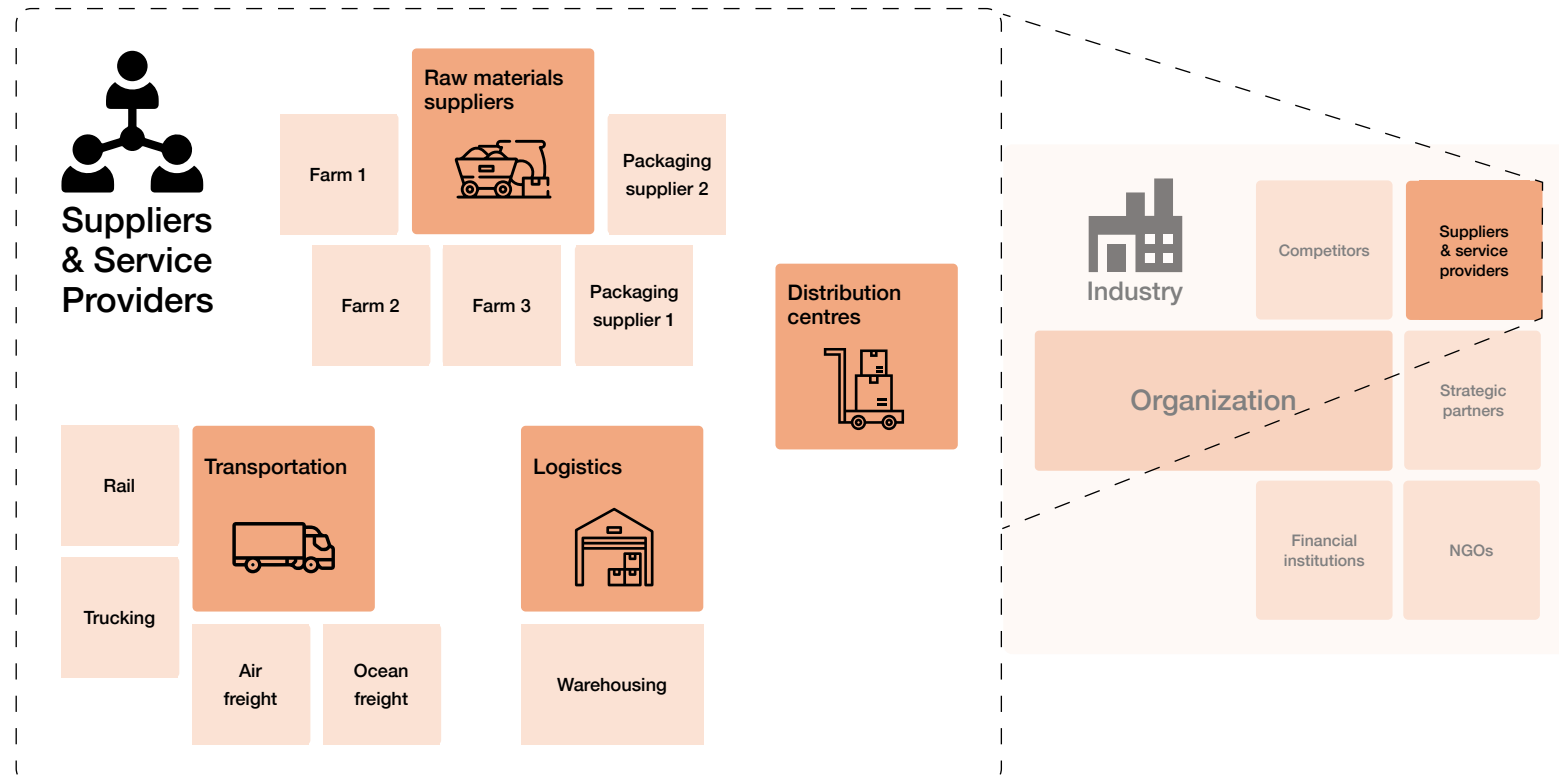 Suppliers
& Service
Providers
Raw materials
suppliers
Farm 1
Packaging
supplier 2
Farm 2
Farm 3
Packaging
supplier 1
Distribution
centres
Transportation
Rail
Trucking
Air
freight
Ocean
freight
Logistics
Warehousing
Industry
Competitors
Suppliers
& service
providers
Organization
Strategic
partners
Financial
institutions
NGOs